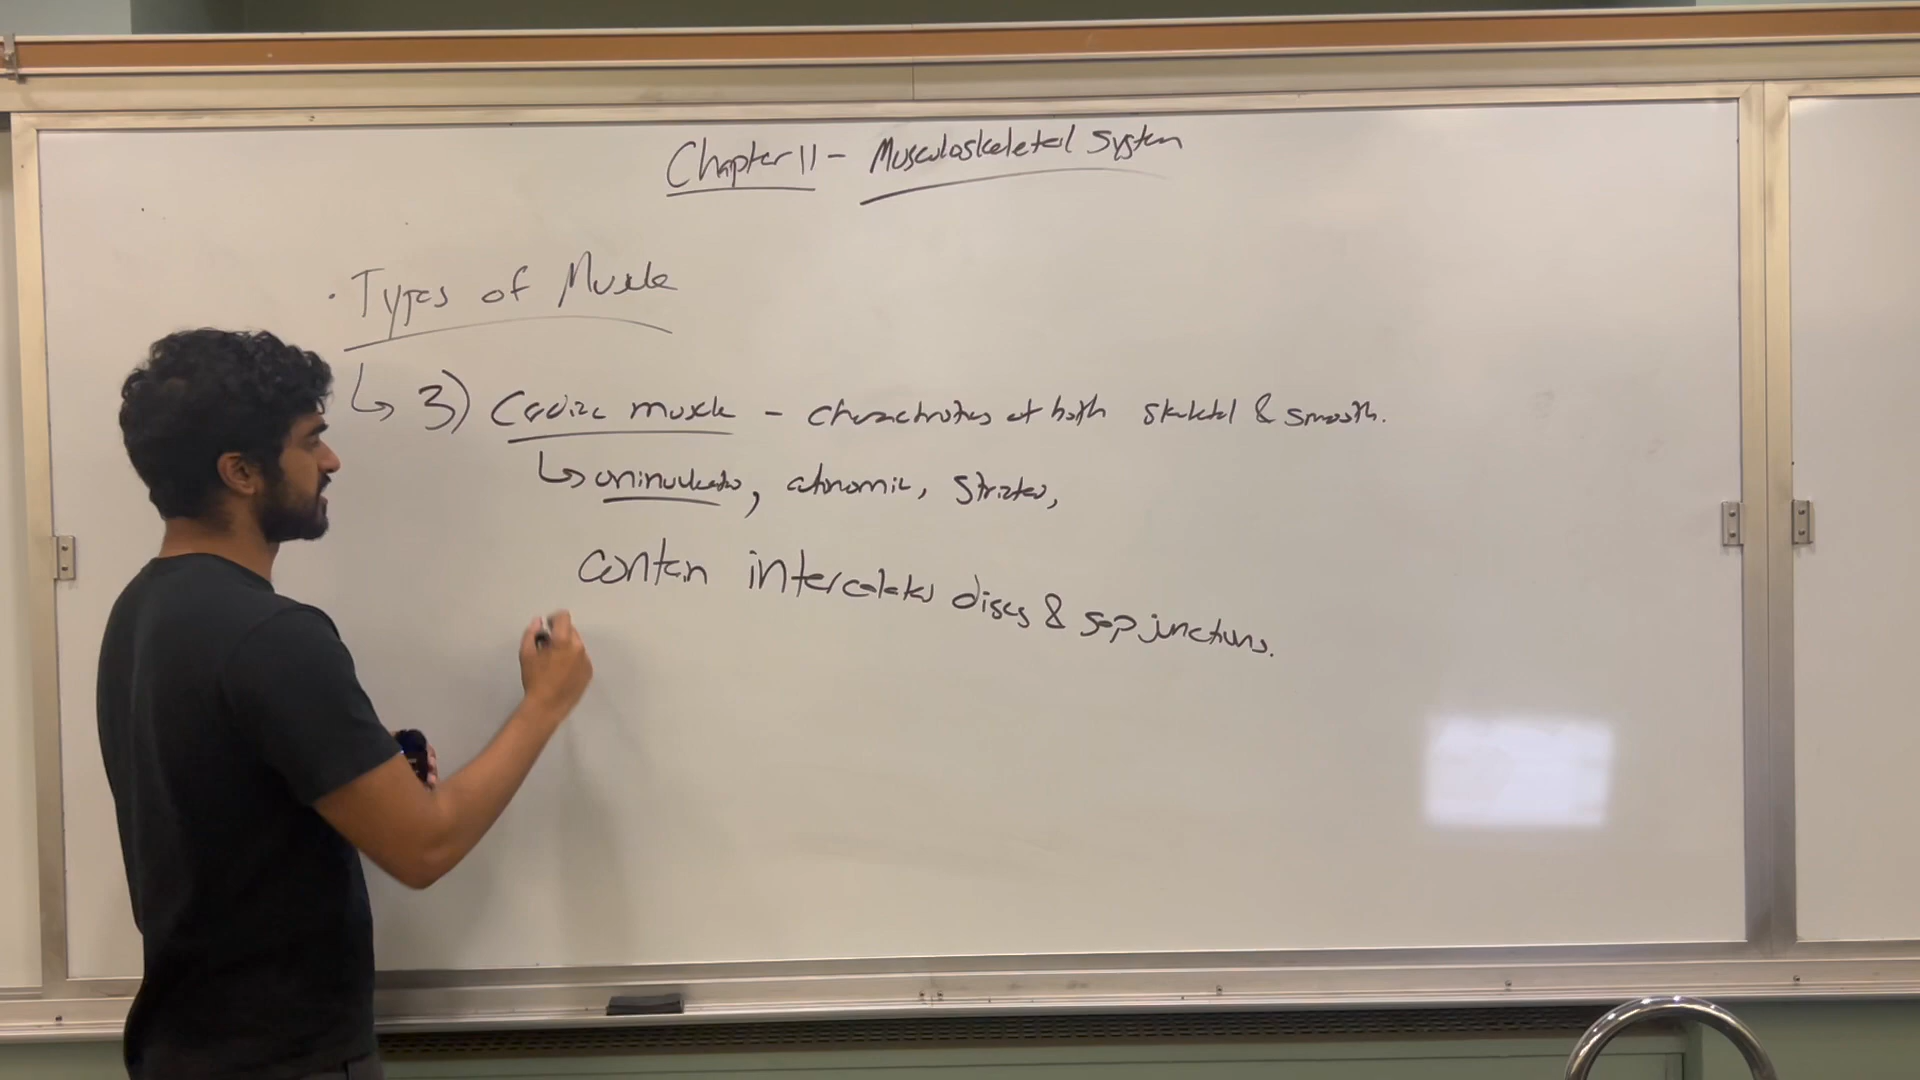 Chapter 11 - Musculoskeletal System
· Types of Muscle
↳ 3) Cardiac muscle - characteristics of both skeletal & smooth.
↳ uninucleated, autonomic, striated,
contain intercalated discs & gap junctions.